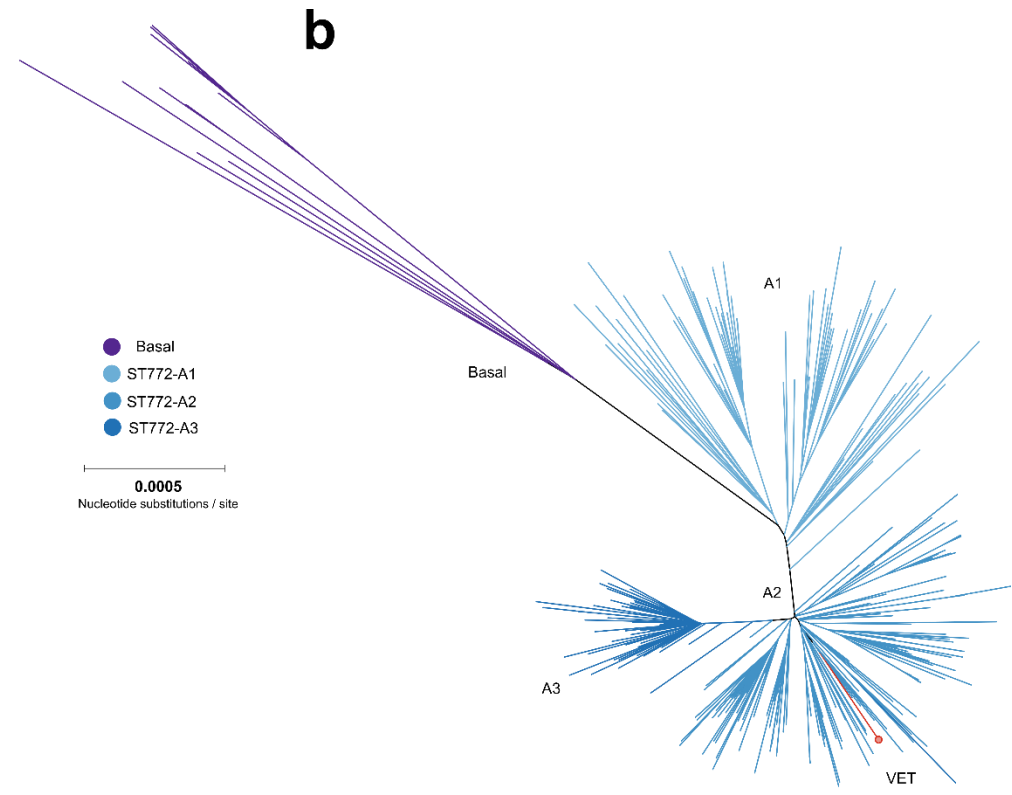 b
A1
Basal
Basal
ST772-A1
ST772-A2
ST772-A3
0.0005
Nucleotide substitutions / site
A2
A3
VET